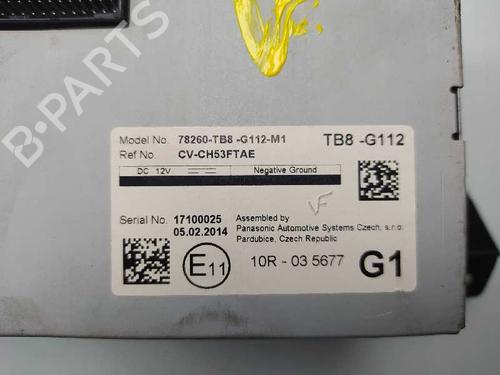 Model No. 78260-TB8 -G112-M1 TB8 -G112
Ref No. CV-CH53FTAE
DC 12V Negative Ground
Serial No. 17100025
05.02.2014
Assembled by
Panasonic Automotive Systems Czech, s.r.o.
Pardubice, Czech Republic
VF
E11 10R - 03 5677 G1
B-PARTS